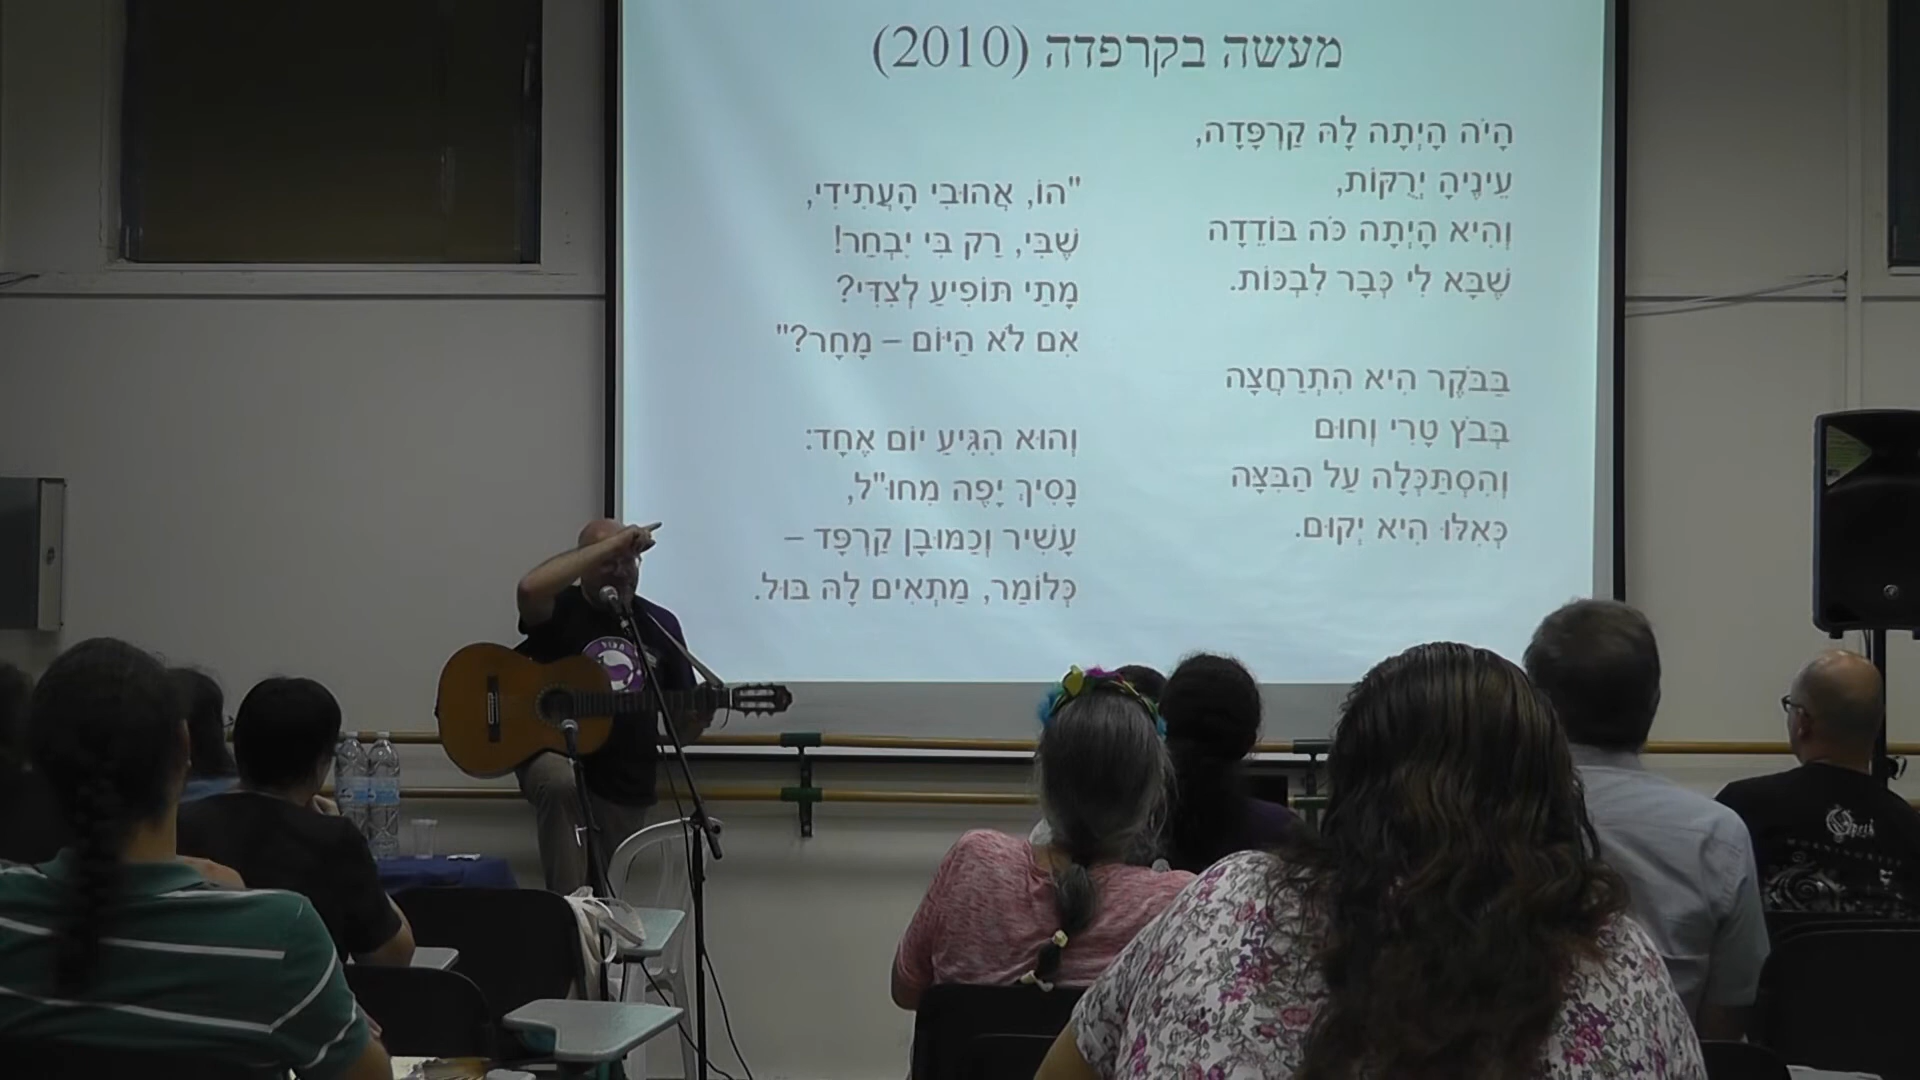 מעשה בקרפדה (2010)
הָיֹה הָיְתָה לָהּ קַרְפָּדָה,
עֵינֶיהָ יְרֻקּוֹת,
וְהִיא הָיְתָה כֹּה בּוֹדֵדָה
שֶׁבָּא לִי כְּבָר לִבְכּוֹת.
בַּבֹּקֶר הִיא הִתְרַחֲצָה
בְּבֹץ טָרִי וְחוּם
וְהִסְתַּכְּלָה עַל הַבִּצָּה
כְּאִלּוּ הִיא יְקוּם.
"הוֹ, אֲהוּבִי הָעֲתִידִי,
שֶׁבִּי, רַק בִּי יִבְחַר!
מָתַי תּוֹפִיעַ לְצִדִּי?
אִם לֹא הַיּוֹם – מָחָר?"
וְהוּא הִגִּיעַ יוֹם אֶחָד:
נָסִיךְ יָפֶה מִחוּ"ל,
עָשִׁיר וְכַמּוּבָן קַרְפָּד –
כְּלוֹמַר, מַתְאִים לָהּ בּוּל.
Opeth